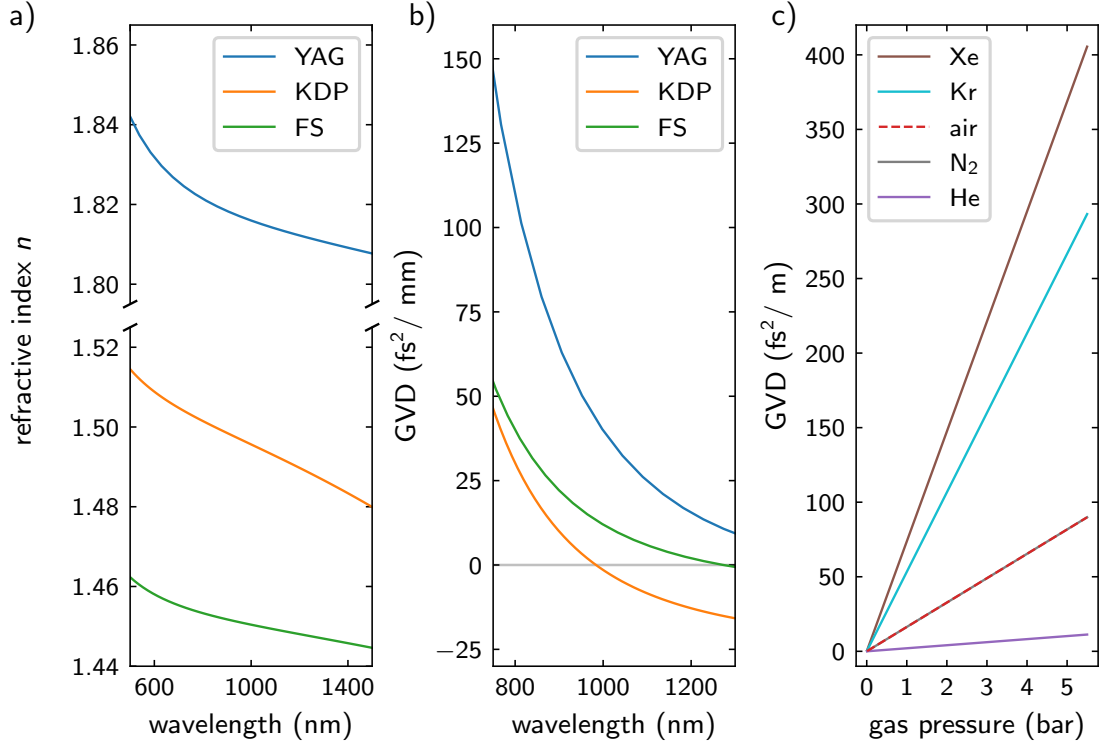 a)
1.86
1.84
1.82
1.80
1.52
1.50
1.48
1.46
1.44
refractive index n
YAG
KDP
FS
600
1000
1400
wavelength (nm)
b)
150
125
100
75
50
25
0
−25
GVD (fs²/ mm)
YAG
KDP
FS
800
1000
1200
wavelength (nm)
c)
400
350
300
250
200
150
100
50
0
GVD (fs²/ m)
Xe
Kr
air
N₂
He
0
1
2
3
4
5
gas pressure (bar)